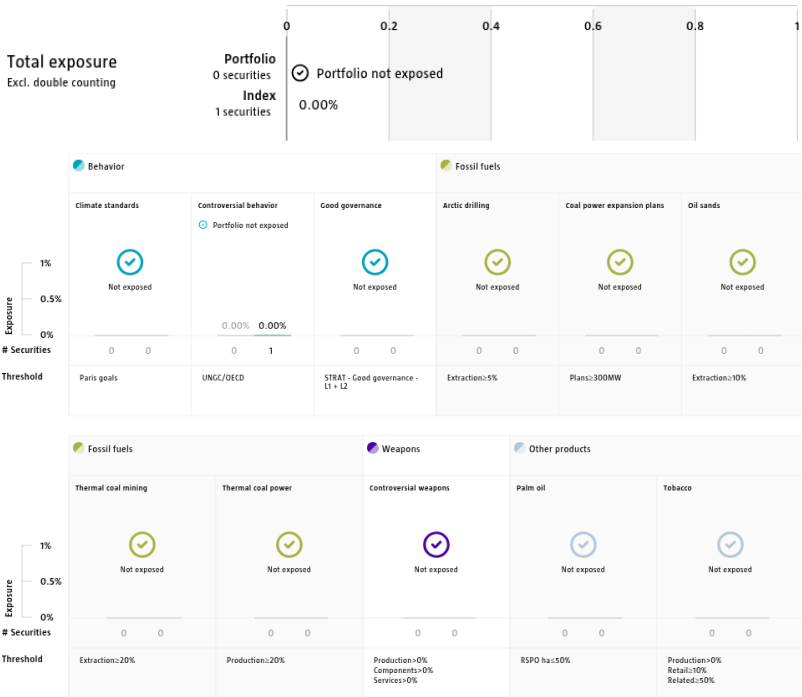 0 0.2 0.4 0.6 0.8 1
Total exposure
Excl. double counting
Portfolio
0 securities
Portfolio not exposed
Index
1 securities
0.00%
Behavior
Fossil fuels
Climate standards
Controversial behavior
Good governance
Arctic drilling
Coal power expansion plans
Oil sands
Portfolio not exposed
Not exposed
Not exposed
Not exposed
Not exposed
Not exposed
Exposure
1%
0.5%
0%
0.00% 0.00%
# Securities
0 0
0 1
0 0
0 0
0 0
0 0
Threshold
Paris goals
UNGC/OECD
STRAT - Good governance -
L1 + L2
Extraction≥5%
Plans≥300MW
Extraction≥10%
Fossil fuels
Weapons
Other products
Thermal coal mining
Thermal coal power
Controversial weapons
Palm oil
Tobacco
Not exposed
Not exposed
Not exposed
Not exposed
Not exposed
Exposure
1%
0.5%
0%
# Securities
0 0
0 0
0 0
0 0
0 0
Threshold
Extraction≥20%
Production≥20%
Production>0%
Components>0%
Services>0%
RSPO ha≤50%
Production>0%
Retail≥10%
Related≥50%